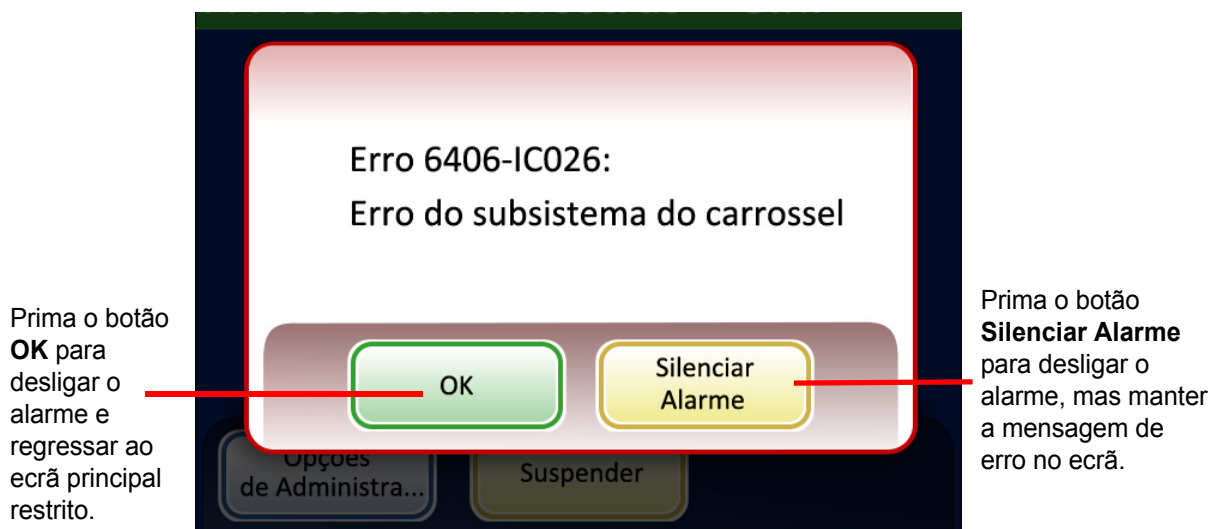 Erro 6406-IC026:
Erro do subsistema do carrossel
OK
Silenciar
Alarme
Opções
de Administra...
Suspender
Prima o botão
OK para
desligar o
alarme e
regressar ao
ecrã principal
restrito.
Prima o botão
Silenciar Alarme
para desligar o
alarme, mas manter
a mensagem de
erro no ecrã.